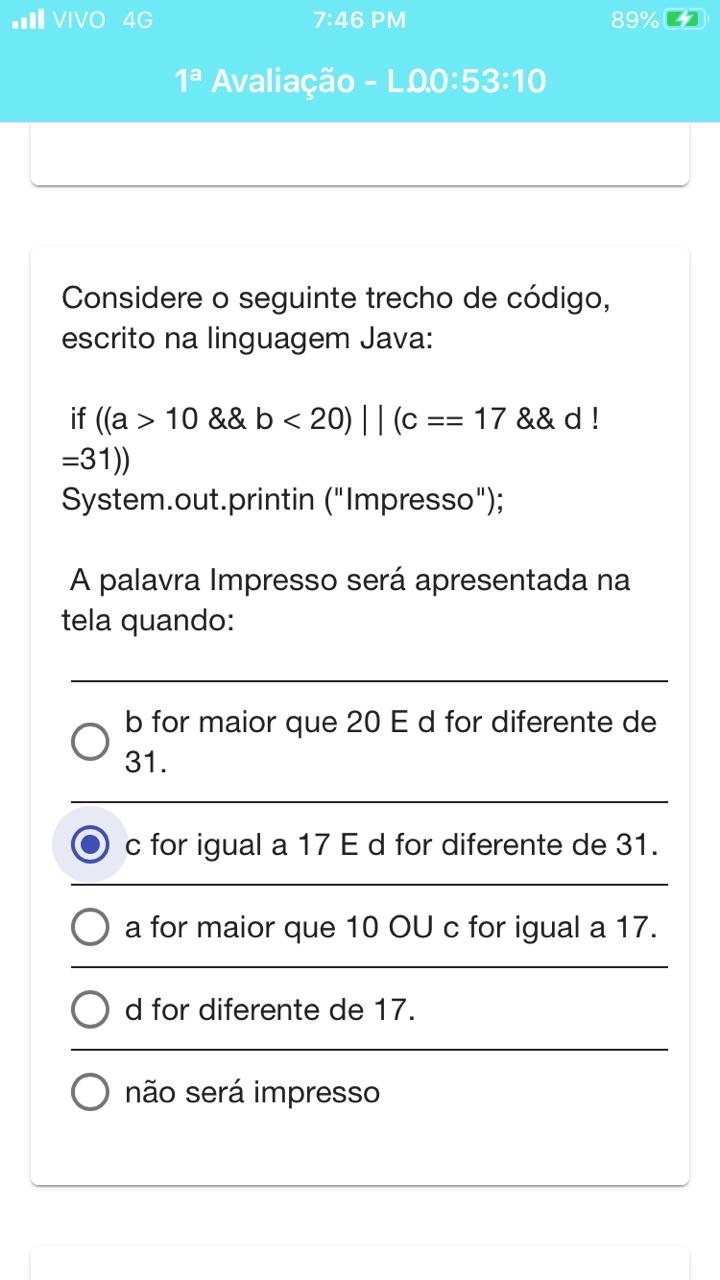 VIVO 4G 7:46 PM 89%
1ª Avaliação - L.00:53:10
Considere o seguinte trecho de código,
escrito na linguagem Java:
if ((a > 10 && b < 20) | | (c == 17 && d !
=31))
System.out.printin ("Impresso");
A palavra Impresso será apresentada na
tela quando:
b for maior que 20 E d for diferente de
31.
c for igual a 17 E d for diferente de 31.
a for maior que 10 OU c for igual a 17.
d for diferente de 17.
não será impresso